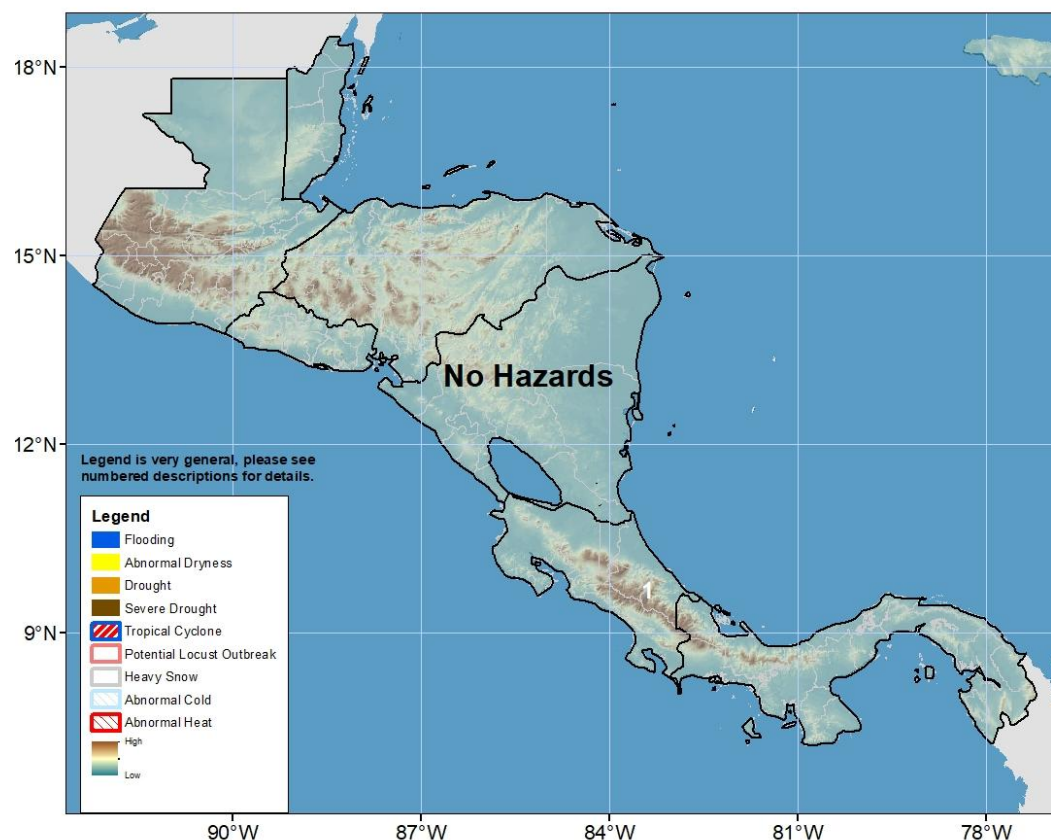 18°N
15°N
12°N
9°N
No Hazards
1
Legend is very general, please see
numbered descriptions for details.
Legend
Flooding
Abnormal Dryness
Drought
Severe Drought
Tropical Cyclone
Potential Locust Outbreak
Heavy Snow
Abnormal Cold
Abnormal Heat
High
Low
90°W 87°W 84°W 81°W 78°W